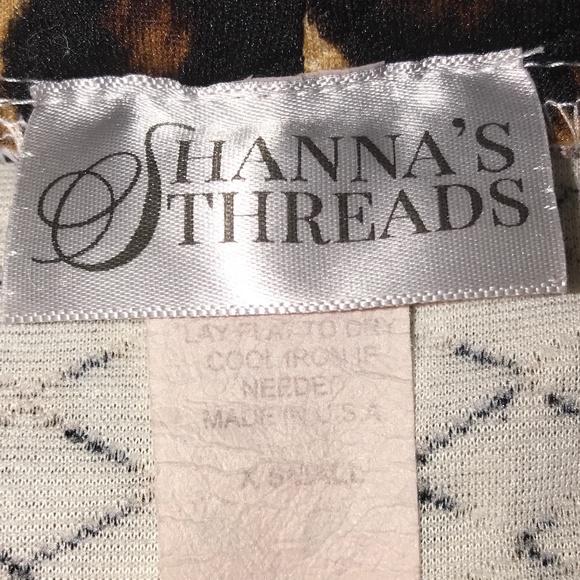 SHANNA'S
THREADS
LAY FLAT TO DRY
COOL IRON IF
NEEDED
MADE IN U.S.A
X SMALL